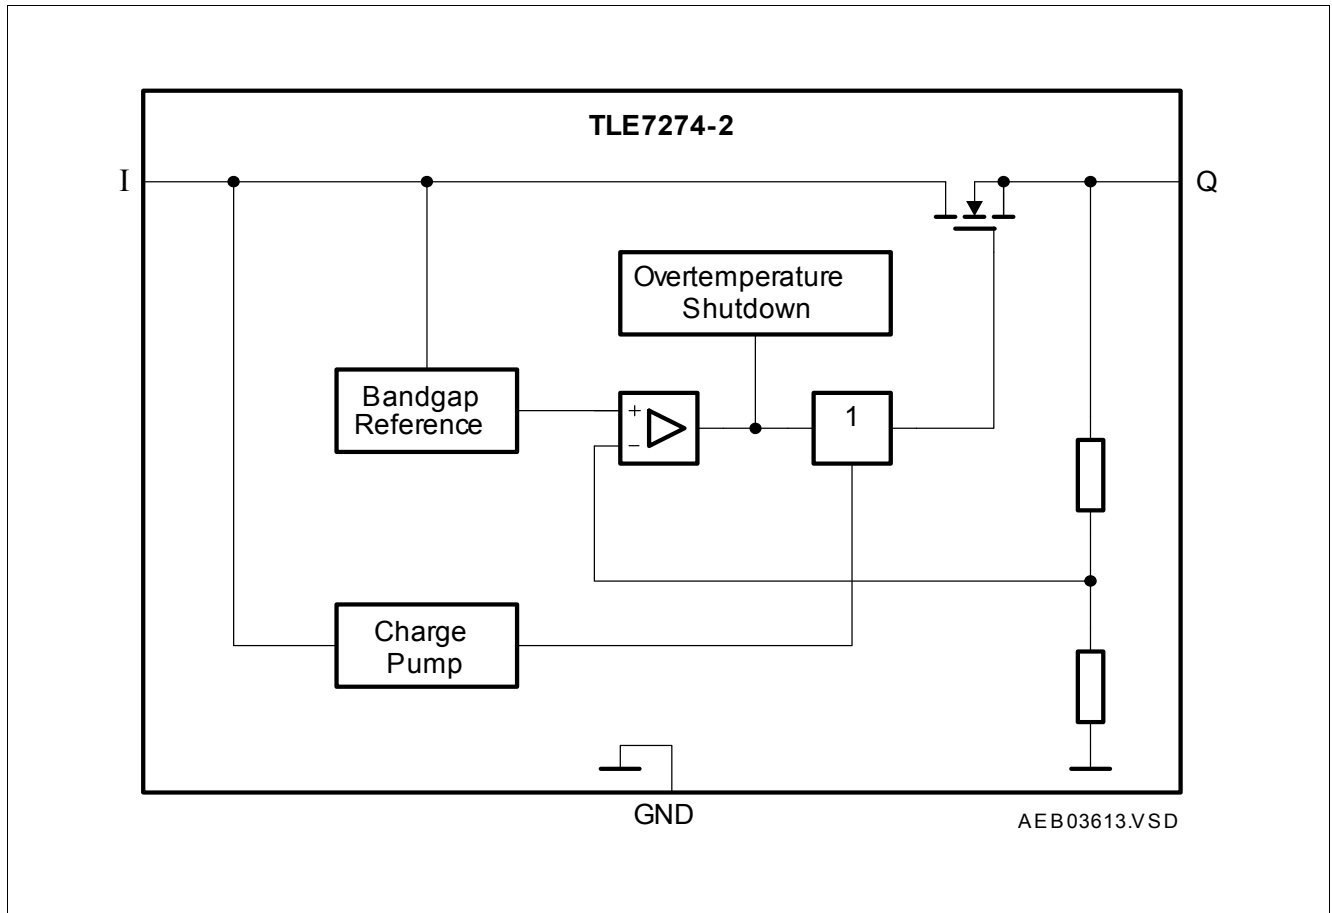 TLE7274-2
I
Q
Overtemperature
Shutdown
Bandgap
Reference
+
−
1
Charge
Pump
GND
AEB03613.VSD